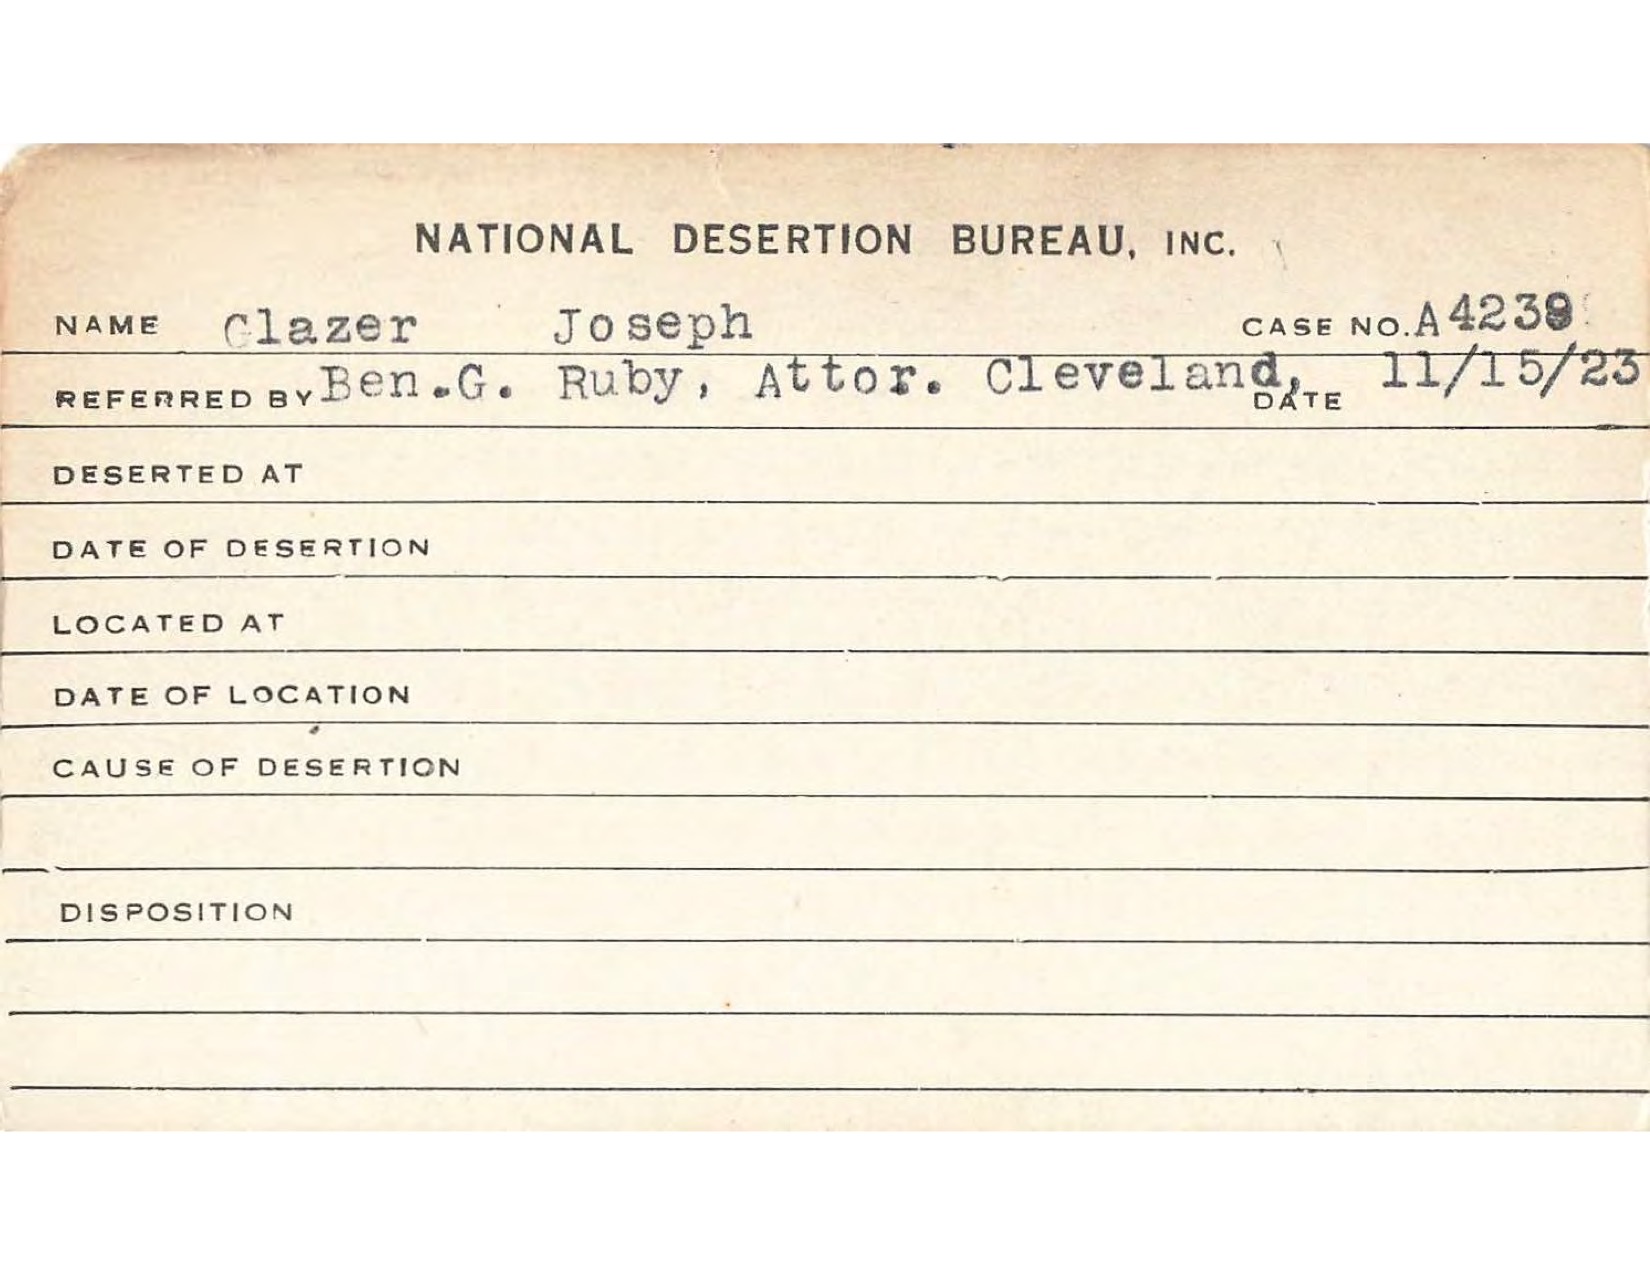 NATIONAL DESERTION BUREAU, INC.
NAME Glazer Joseph CASE NO. A4239
REFERRED BY Ben.G. Ruby, Attor. Cleveland, DATE 11/15/23
DESERTED AT
DATE OF DESERTION
LOCATED AT
DATE OF LOCATION
CAUSE OF DESERTION
DISPOSITION